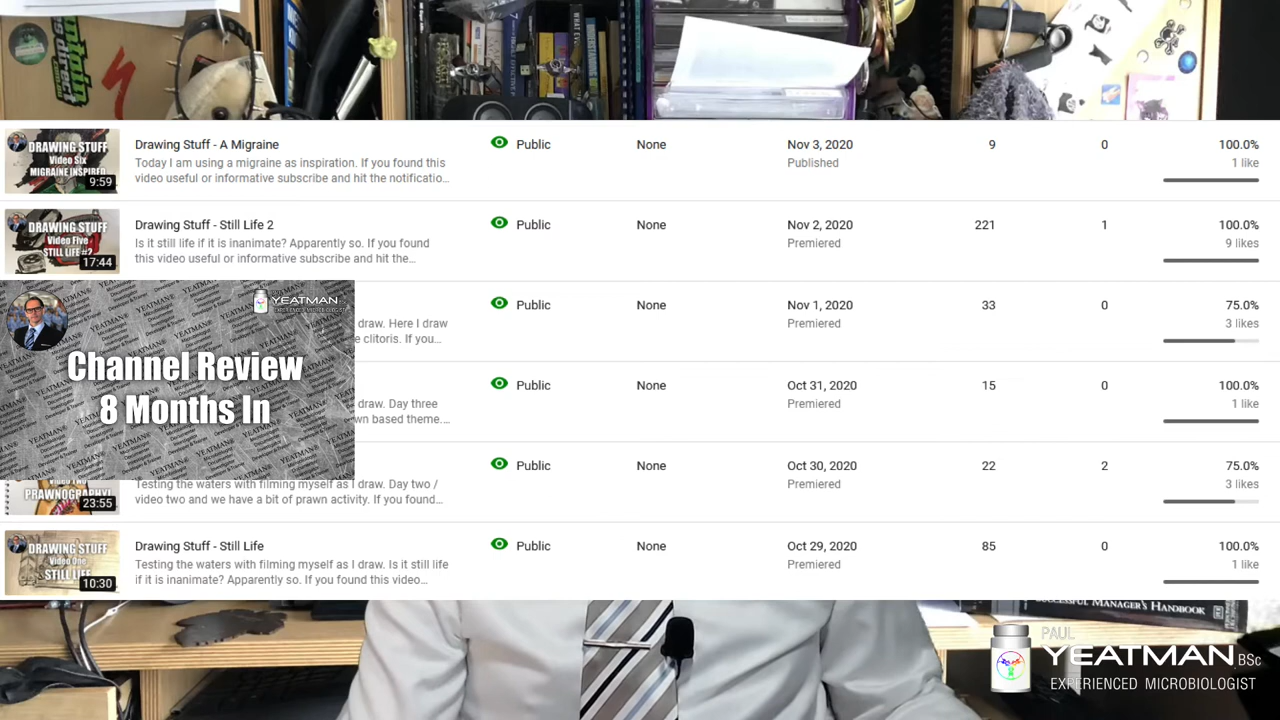 DRAWING STUFF
Video Six
MIGRAINE INSPIRED
9:59
Drawing Stuff - A Migraine
Today I am using a migraine as inspiration. If you found this
video useful or informative subscribe and hit the notificatio...
Public
None
Nov 3, 2020
Published
9
0
100.0%
1 like
DRAWING STUFF
Video Five
STILL LIFE #2
17:44
Drawing Stuff - Still Life 2
Is it still life if it is inanimate? Apparently so. If you found
this video useful or informative subscribe and hit the...
Public
None
Nov 2, 2020
Premiered
221
1
100.0%
9 likes
draw. Here I draw
e clitoris. If you...
Public
None
Nov 1, 2020
Premiered
33
0
75.0%
3 likes
YEATMAN
EXPERIENCED MICROBIOLOGIST
Channel Review
8 Months In
draw. Day three
wn based theme....
Public
None
Oct 31, 2020
Premiered
15
0
100.0%
1 like
PRAWNOGRAPHY!
23:55
Testing the waters with filming myself as I draw. Day two /
video two and we have a bit of prawn activity. If you found...
Public
None
Oct 30, 2020
Premiered
22
2
75.0%
3 likes
DRAWING STUFF
Video One
STILL LIFE
10:30
Drawing Stuff - Still Life
Testing the waters with filming myself as I draw. Is it still life
if it is inanimate? Apparently so. If you found this video...
Public
None
Oct 29, 2020
Premiered
85
0
100.0%
1 like
SUCCESSFUL MANAGER'S HANDBOOK
PAUL
YEATMAN BSc
EXPERIENCED MICROBIOLOGIST